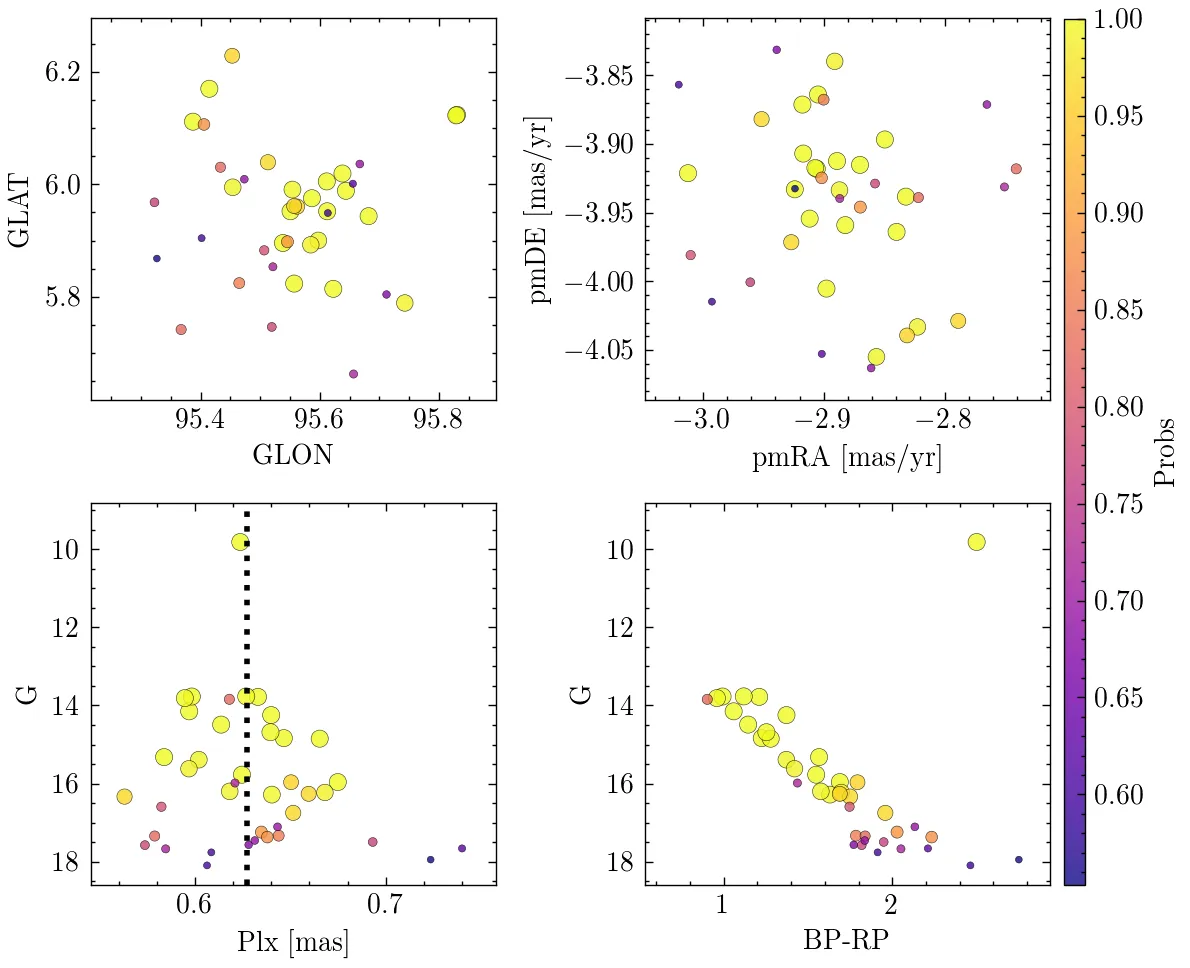 6.2
6.0
5.8
GLAT
95.4 95.6 95.8
GLON
−3.85
−3.90
−3.95
−4.00
−4.05
pmDE [mas/yr]
−3.0 −2.9 −2.8
pmRA [mas/yr]
10
12
14
16
18
G
0.6 0.7
Plx [mas]
10
12
14
16
18
G
1 2
BP-RP
1.00
0.95
0.90
0.85
0.80
0.75
0.70
0.65
0.60
Probs